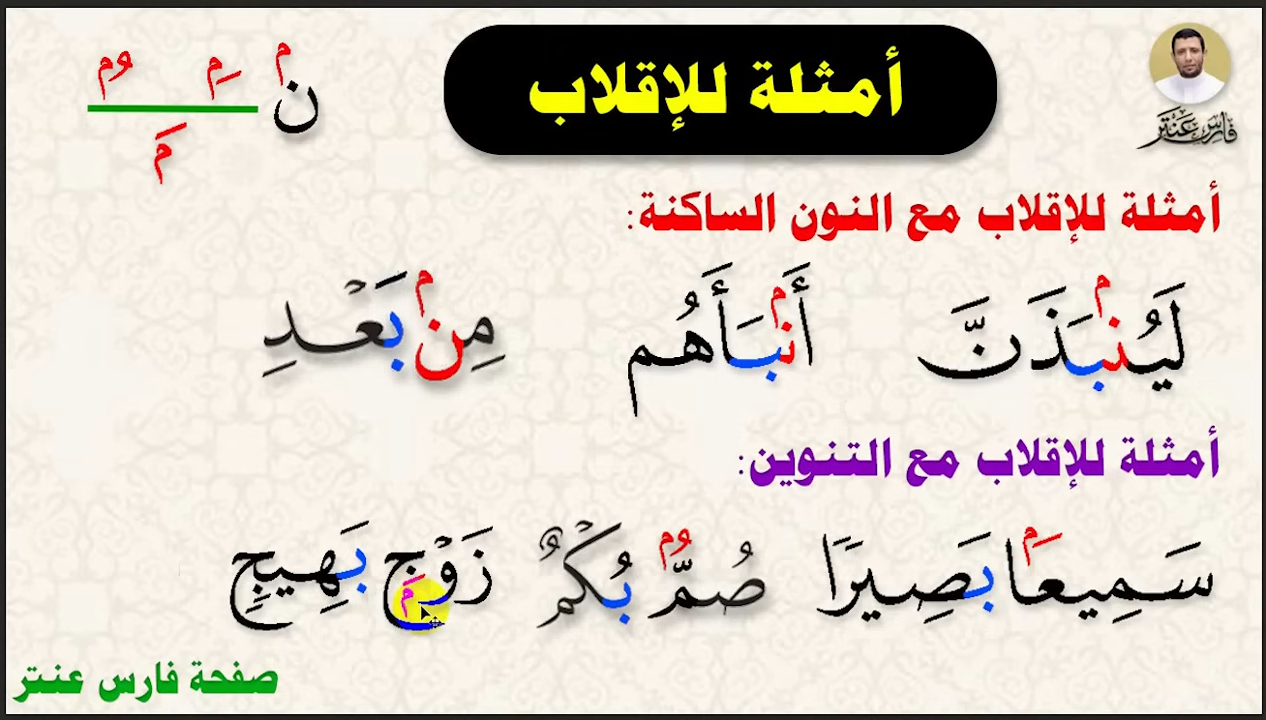 أمثلة للإقلاب
نۢ ـَۢ ـُۢ
ـِۢ
فارس عنتر
أمثلة للإقلاب مع النون الساكنة:
لَيُنۢبَذَنَّ أَنۢبَأَهُم مِنۢ بَعْدِ
أمثلة للإقلاب مع التنوين:
سَمِيعَۢا بَصِيرًا صُمُّۢ بُكْمٌ زَوْجِۭ بَهِيجٍ
صفحة فارس عنتر